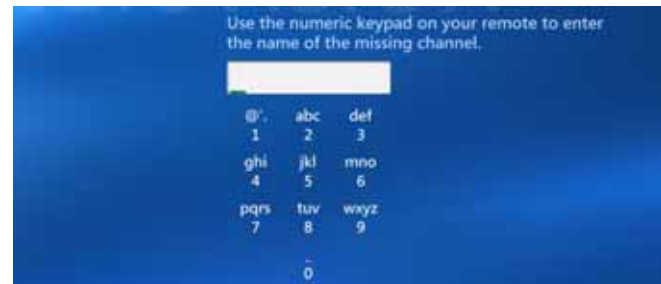 Use the numeric keypad on your remote to enter
the name of the missing channel.
@'. abc def
1 2 3
ghi jkl mno
4 5 6
pqrs tuv wxyz
7 8 9
_
0